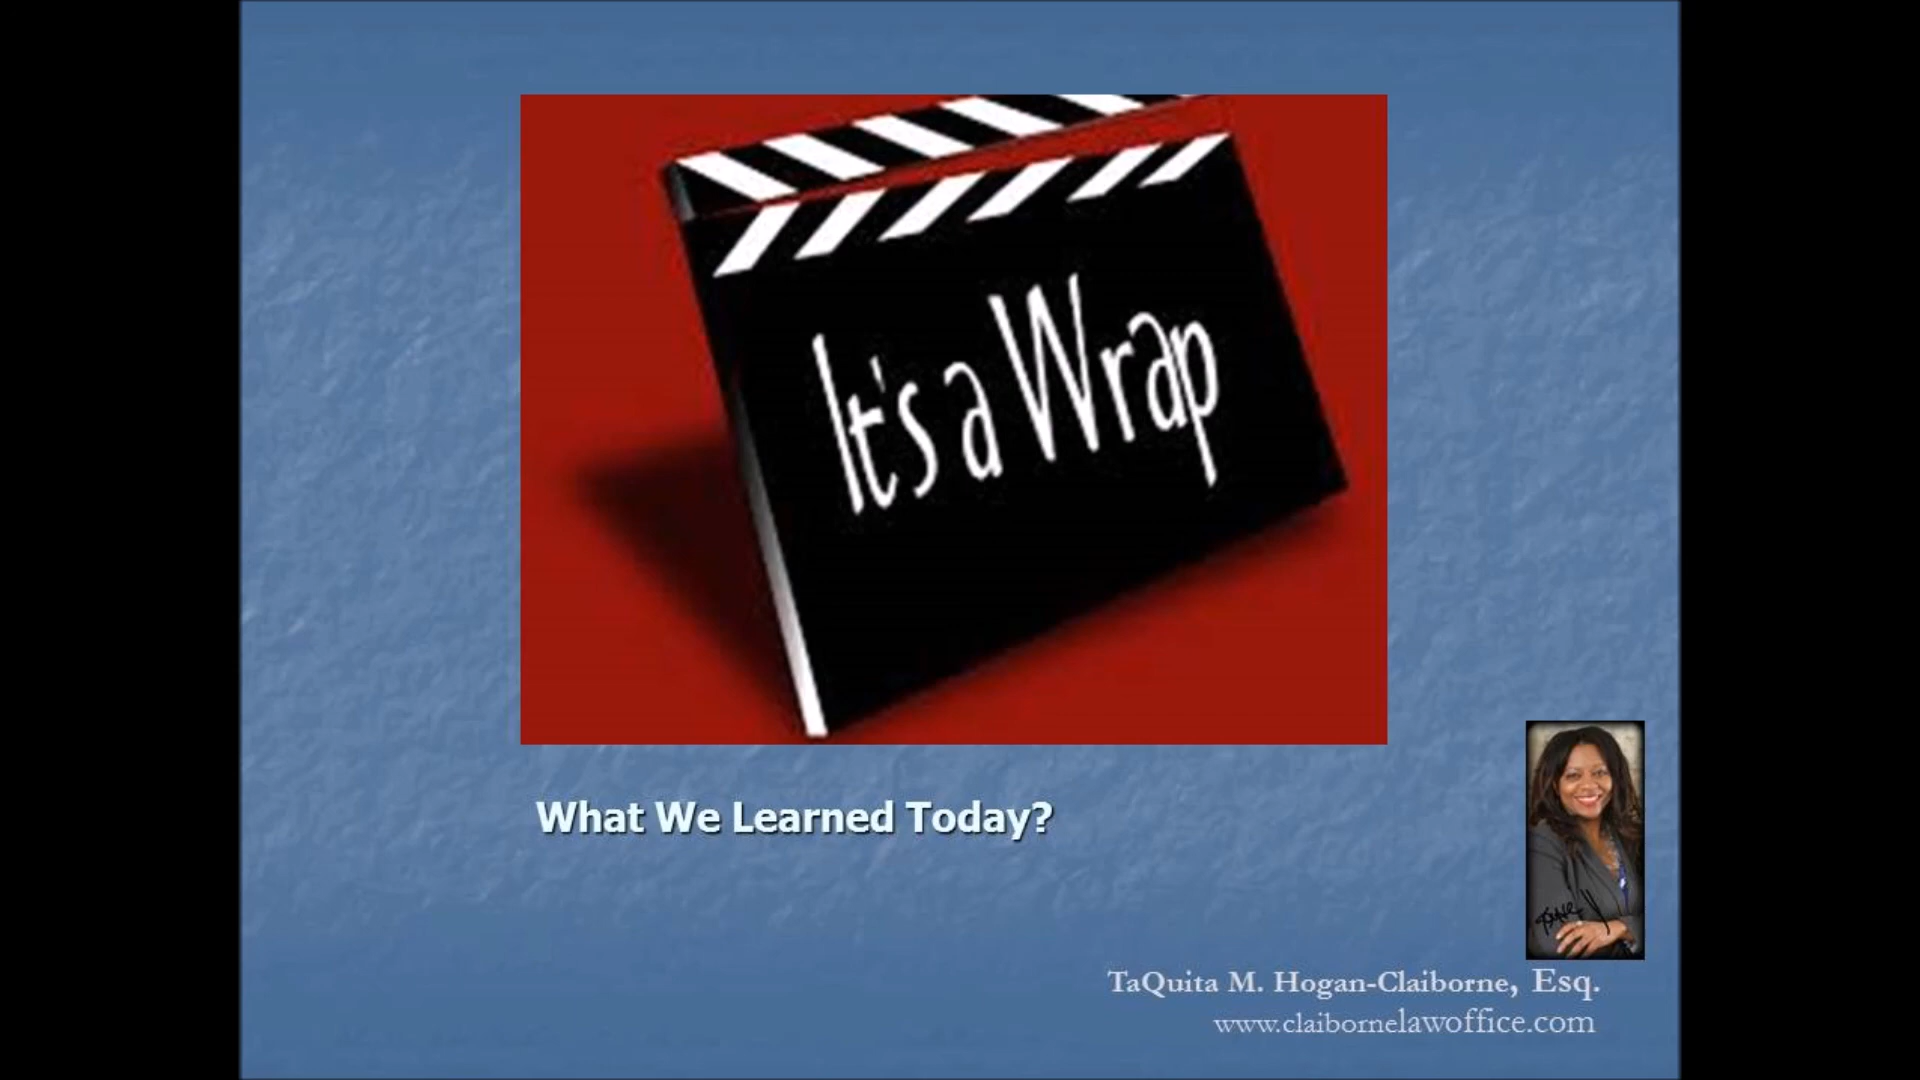 It's a Wrap
What We Learned Today?
TaQuita M. Hogan-Claiborne, Esq.
www.claibornelawoffice.com